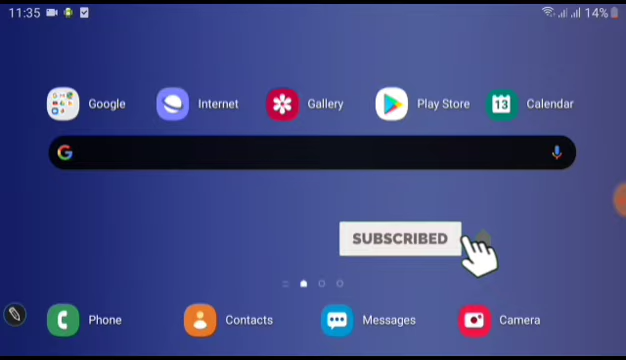 11:35 14%
Google Internet Gallery Play Store 13 Calendar
G
SUBSCRIBED
Phone Contacts Messages Camera